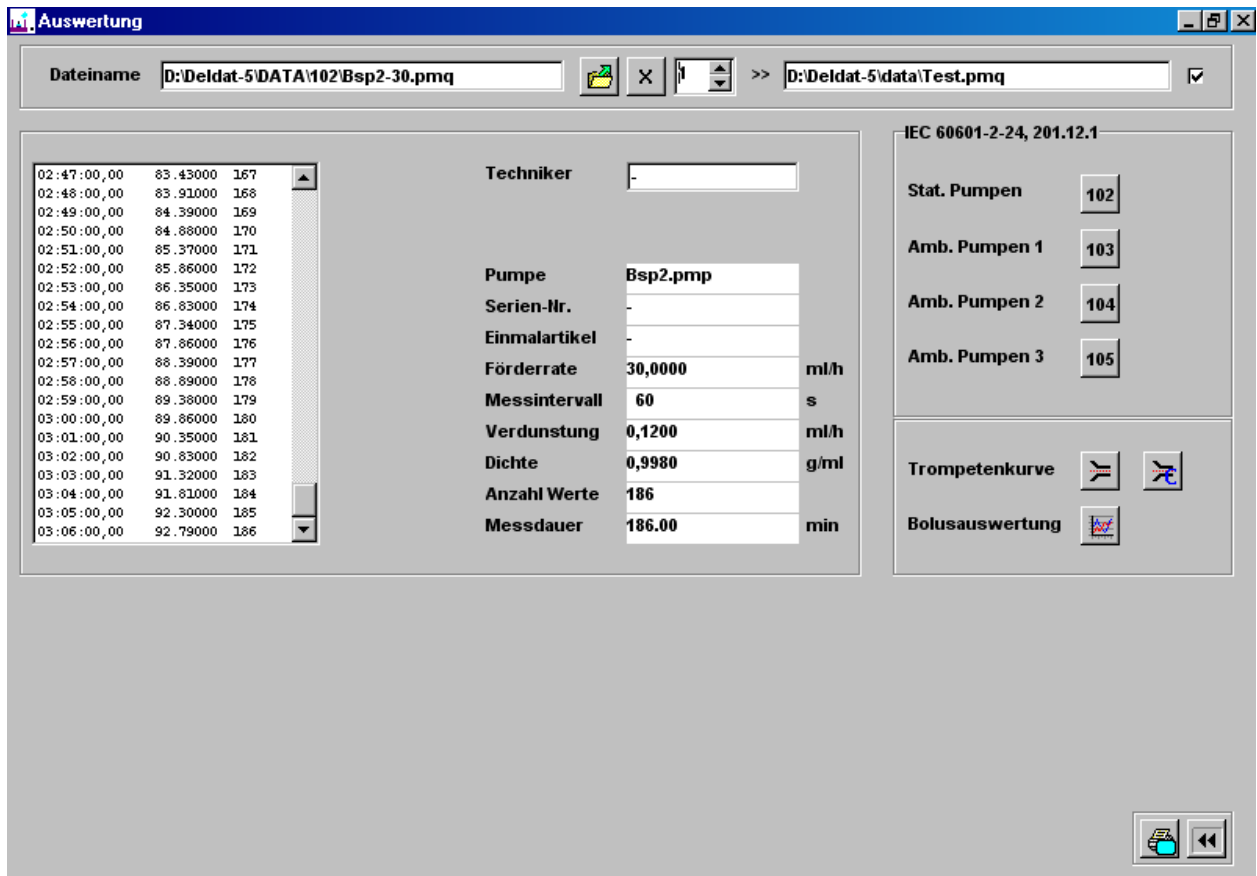 Auswertung
Dateiname D:\Deldat-5\DATA\102\Bsp2-30.pmq X 1 >> D:\Deldat-5\data\Test.pmq
02:47:00,00 83.43000 167
02:48:00,00 83.91000 168
02:49:00,00 84.39000 169
02:50:00,00 84.88000 170
02:51:00,00 85.37000 171
02:52:00,00 85.86000 172
02:53:00,00 86.35000 173
02:54:00,00 86.83000 174
02:55:00,00 87.34000 175
02:56:00,00 87.86000 176
02:57:00,00 88.39000 177
02:58:00,00 88.89000 178
02:59:00,00 89.38000 179
03:00:00,00 89.86000 180
03:01:00,00 90.35000 181
03:02:00,00 90.83000 182
03:03:00,00 91.32000 183
03:04:00,00 91.81000 184
03:05:00,00 92.30000 185
03:06:00,00 92.79000 186
Techniker -
Pumpe Bsp2.pmp
Serien-Nr. -
Einmalartikel -
Förderrate 30,0000 ml/h
Messintervall 60 s
Verdunstung 0,1200 ml/h
Dichte 0,9980 g/ml
Anzahl Werte 186
Messdauer 186.00 min
IEC 60601-2-24, 201.12.1
Stat. Pumpen 102
Amb. Pumpen 1 103
Amb. Pumpen 2 104
Amb. Pumpen 3 105
Trompetenkurve
Bolusauswertung